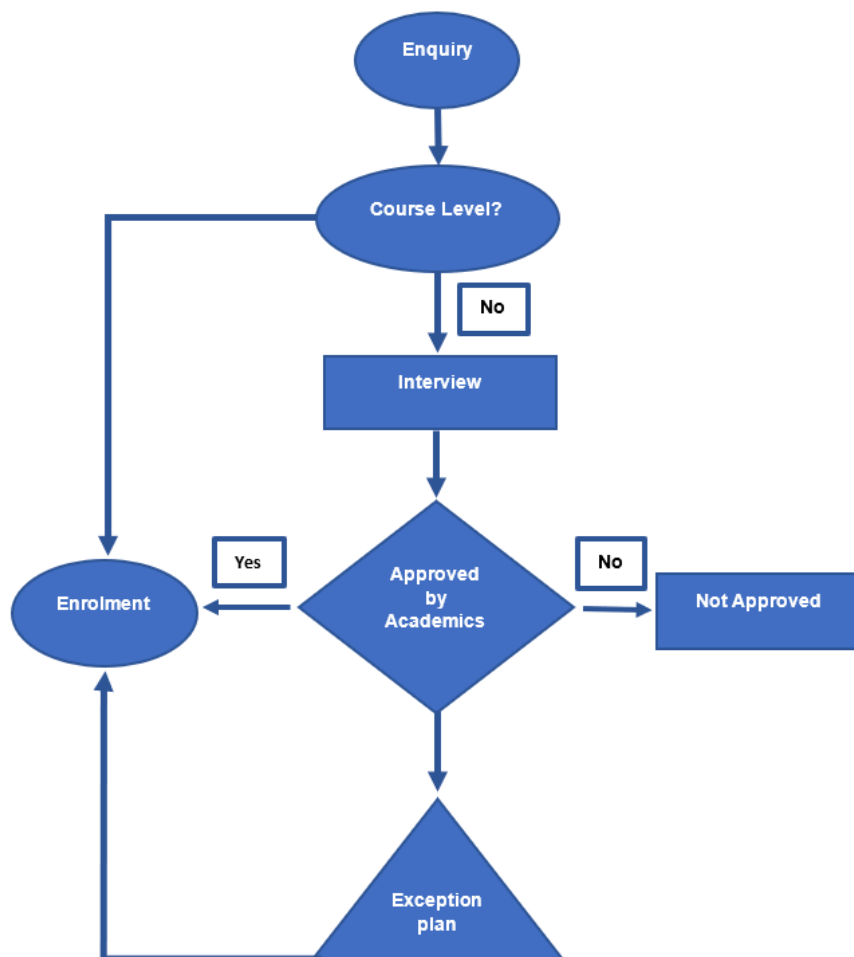 Enquiry
Course Level?
No
Interview
Yes
Approved
by
Academics
No
Enrolment
Not Approved
Exception
plan